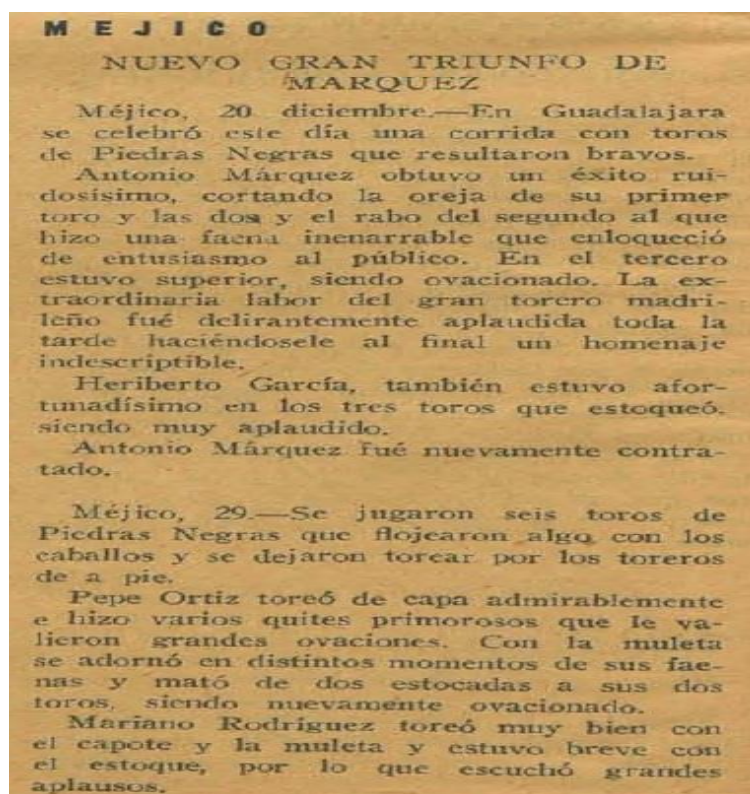 MEJICO
NUEVO GRAN TRIUNFO DE
MARQUEZ
Méjico, 20 diciembre.—En Guadalajara
se celebró este día una corrida con toros
de Piedras Negras que resultaron bravos.
Antonio Márquez obtuvo un éxito rui-
dosísimo, cortando la oreja de su primer
toro y las dos y el rabo del segundo al que
hizo una faena inenarrable que enloqueció
de entusiasmo al público. En el tercero
estuvo superior, siendo ovacionado. La ex-
traordinaria labor del gran torero madri-
leño fué delirantemente aplaudida toda la
tarde haciéndosele al final un homenaje
indescriptible.
Heriberto García, también estuvo afor-
tunadísimo en los tres toros que estoqueó,
siendo muy aplaudido.
Antonio Márquez fué nuevamente contra-
tado.
Méjico, 29.—Se jugaron seis toros de
Piedras Negras que flojearon algo con los
caballos y se dejaron torear por los toreros
de a pie.
Pepe Ortiz toreó de capa admirablemente
e hizo varios quites primorosos que le va-
lieron grandes ovaciones. Con la muleta
se adornó en distintos momentos de sus fae-
nas y mató de dos estocadas a sus dos
toros, siendo nuevamente ovacionado.
Mariano Rodríguez toreó muy bien con
el capote y la muleta y estuvo breve con
el estoque, por lo que escuchó grandes
aplausos.